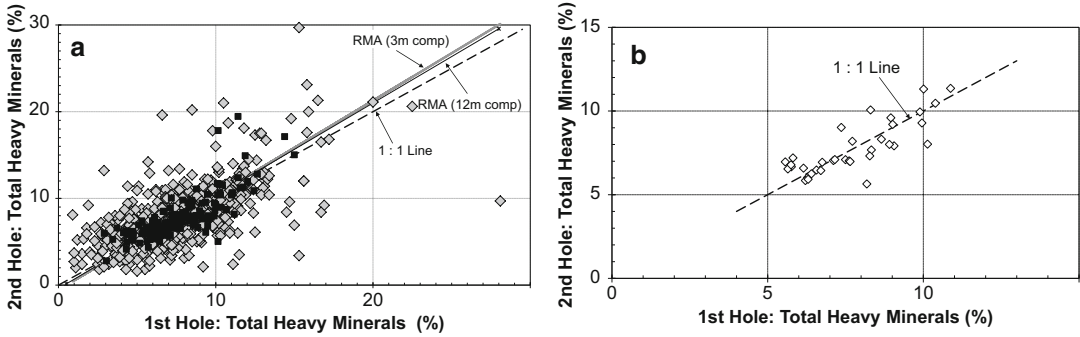 a
2nd Hole: Total Heavy Minerals (%)
30
20
10
0
0
10
20
1st Hole: Total Heavy Minerals (%)
RMA (3m comp)
RMA (12m comp)
1 : 1 Line
b
2nd Hole: Total Heavy Minerals (%)
15
10
5
0
0
5
10
1st Hole: Total Heavy Minerals (%)
1 : 1 Line